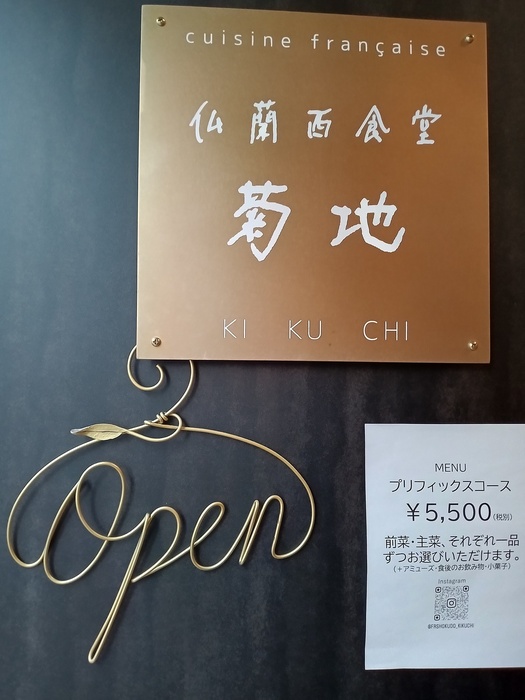 cuisine française
仏蘭西食堂
菊地
KI KU CHI
Open
MENU
プリフィックスコース
￥5,500(税別)
前菜・主菜、それぞれ一品
ずつお選びいただけます。
(＋アミューズ・食後のお飲み物・小菓子)
Instagram